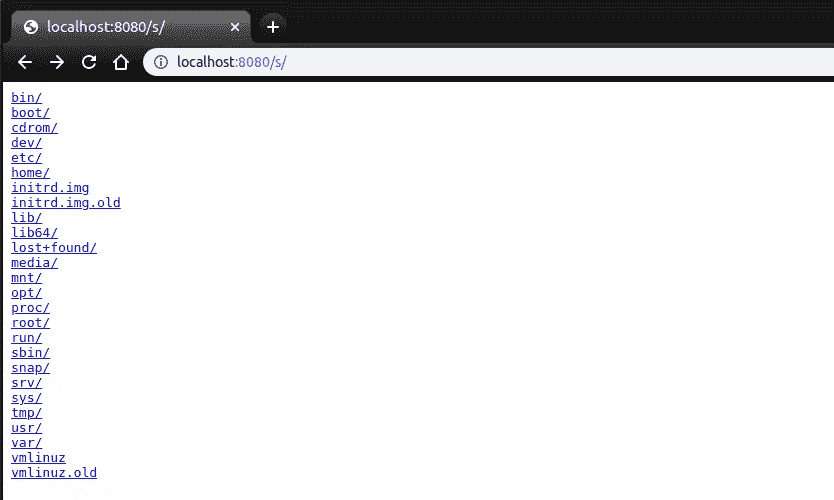 localhost:8080/s/
localhost:8080/s/
bin/
boot/
cdrom/
dev/
etc/
home/
initrd.img
initrd.img.old
lib/
lib64/
lost+found/
media/
mnt/
opt/
proc/
root/
run/
sbin/
snap/
srv/
sys/
tmp/
usr/
var/
vmlinuz
vmlinuz.old